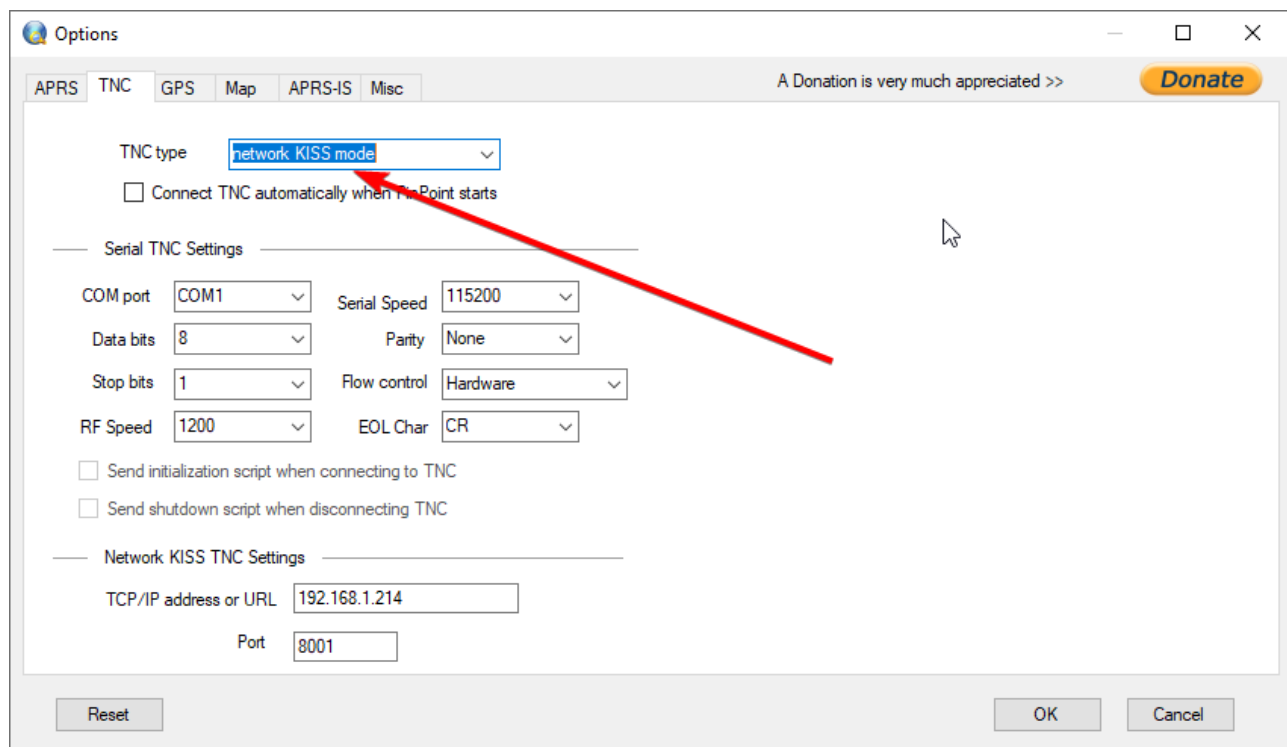 Options
APRS TNC GPS Map APRS-IS Misc A Donation is very much appreciated >> Donate
TNC type network KISS mode
Connect TNC automatically when PinPoint starts
Serial TNC Settings
COM port COM1 Serial Speed 115200
Data bits 8 Parity None
Stop bits 1 Flow control Hardware
RF Speed 1200 EOL Char CR
Send initialization script when connecting to TNC
Send shutdown script when disconnecting TNC
Network KISS TNC Settings
TCP/IP address or URL 192.168.1.214
Port 8001
Reset OK Cancel